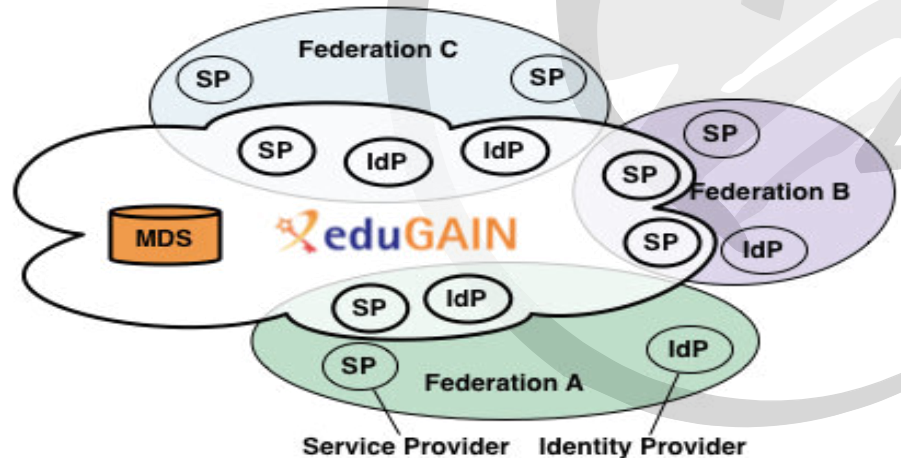 Federation C
SP
SP
SP
IdP
IdP
SP
SP
Federation B
MDS
eduGAIN
SP
IdP
SP
IdP
IdP
SP
Federation A
Service Provider
Identity Provider